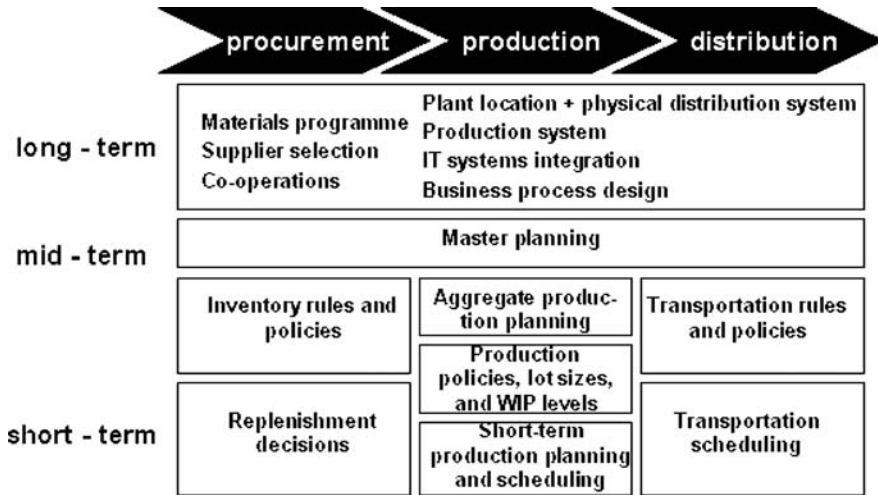 procurement
production
distribution
long - term
Materials programme
Supplier selection
Co-operations
Plant location + physical distribution system
Production system
IT systems integration
Business process design
mid - term
Master planning
Inventory rules and
policies
Aggregate produc-
tion planning
Transportation rules
and policies
Production
policies, lot sizes,
and WIP levels
short - term
Replenishment
decisions
Short-term
production planning
and scheduling
Transportation
scheduling